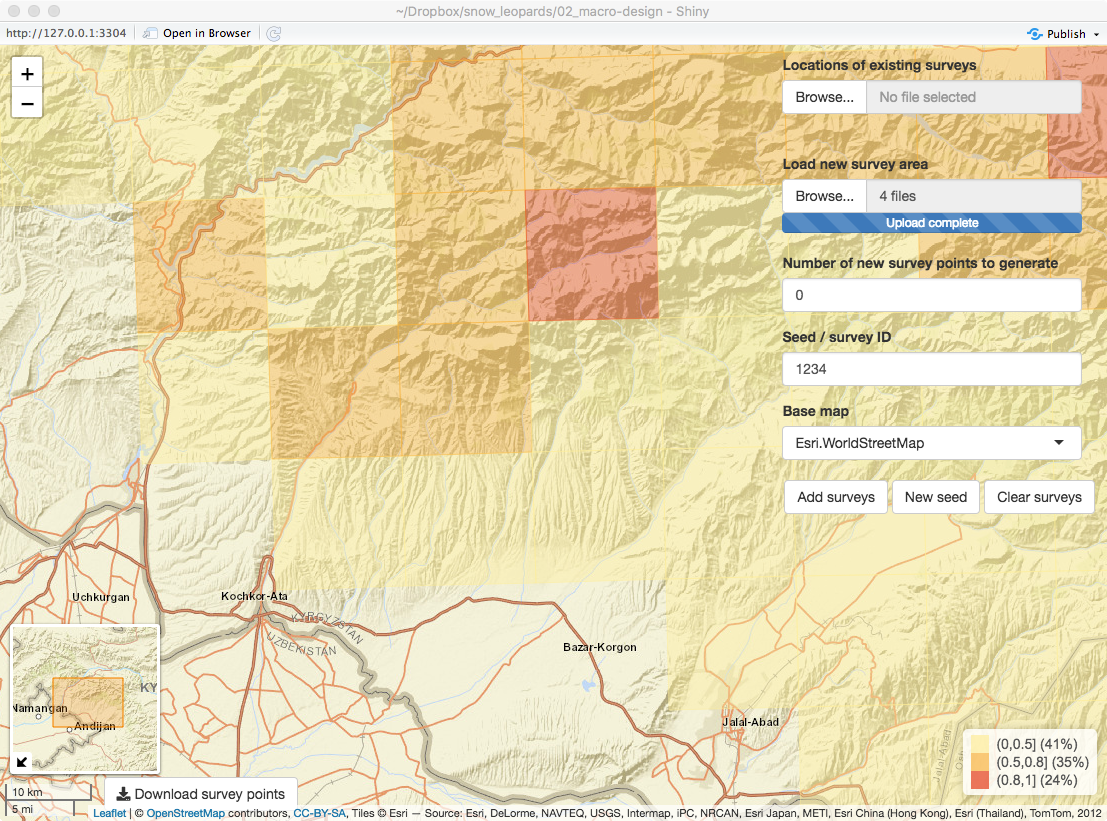 ~/Dropbox/snow_leopards/02_macro-design - Shiny
http://127.0.0.1:3304
Open in Browser
Publish
+
−
Locations of existing surveys
Browse...
No file selected
Load new survey area
Browse...
4 files
Upload complete
Number of new survey points to generate
0
Seed / survey ID
1234
Base map
Esri.WorldStreetMap
Add surveys
New seed
Clear surveys
Uchkurgan
Kochkor-Ata
KYRGYZSTAN
UZBEKISTAN
Bazar-Korgon
Jalal-Abad
KY
Namangan
Andijan
Jalal-Abad
(0,0.5] (41%)
(0.5,0.8] (35%)
(0.8,1] (24%)
10 km
5 mi
Download survey points
Leaflet | © OpenStreetMap contributors, CC-BY-SA, Tiles © Esri — Source: Esri, DeLorme, NAVTEQ, USGS, Intermap, iPC, NRCAN, Esri Japan, METI, Esri China (Hong Kong), Esri (Thailand), TomTom, 2012